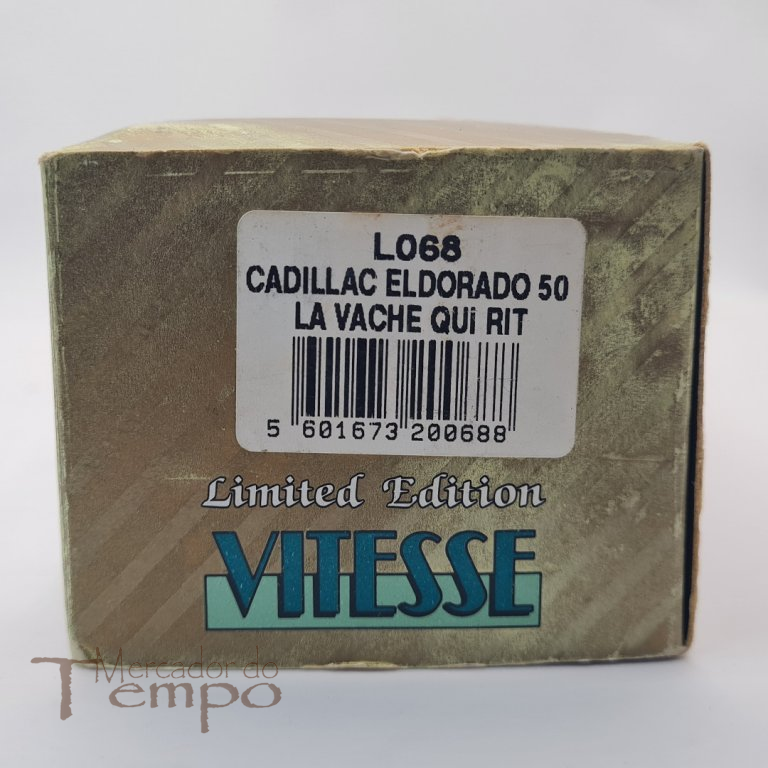 L068
CADILLAC ELDORADO 50
LA VACHE QUi RIT
5 601673 200688
Limited Edition
VITESSE
Mercador do
Tempo